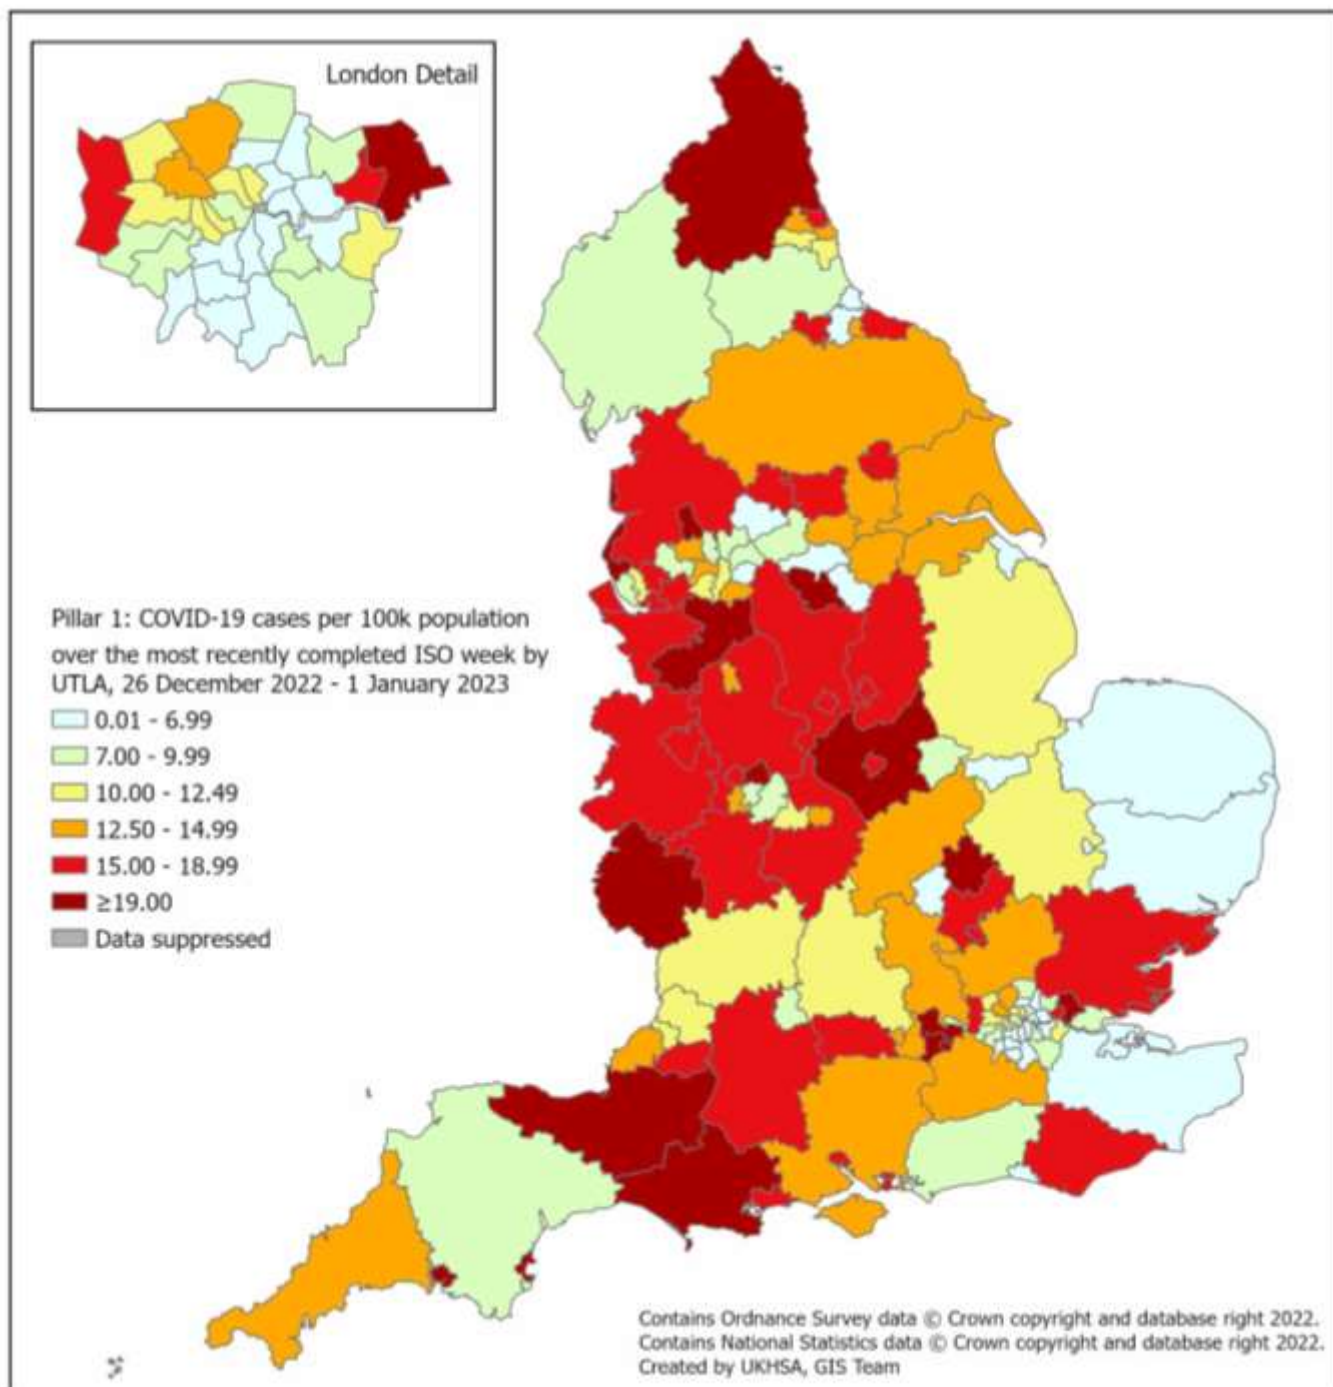 London Detail
Pillar 1: COVID-19 cases per 100k population
over the most recently completed ISO week by
UTLA, 26 December 2022 - 1 January 2023
0.01 - 6.99
7.00 - 9.99
10.00 - 12.49
12.50 - 14.99
15.00 - 18.99
≥19.00
Data suppressed
Contains Ordnance Survey data © Crown copyright and database right 2022.
Contains National Statistics data © Crown copyright and database right 2022.
Created by UKHSA, GIS Team